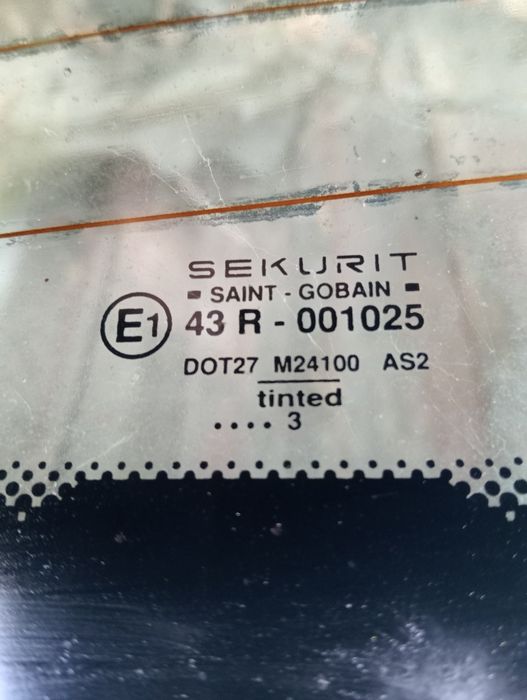 SEKURIT
SAINT - GOBAIN
E1 43 R - 001025
DOT27 M24100 AS2
tinted
.... 3